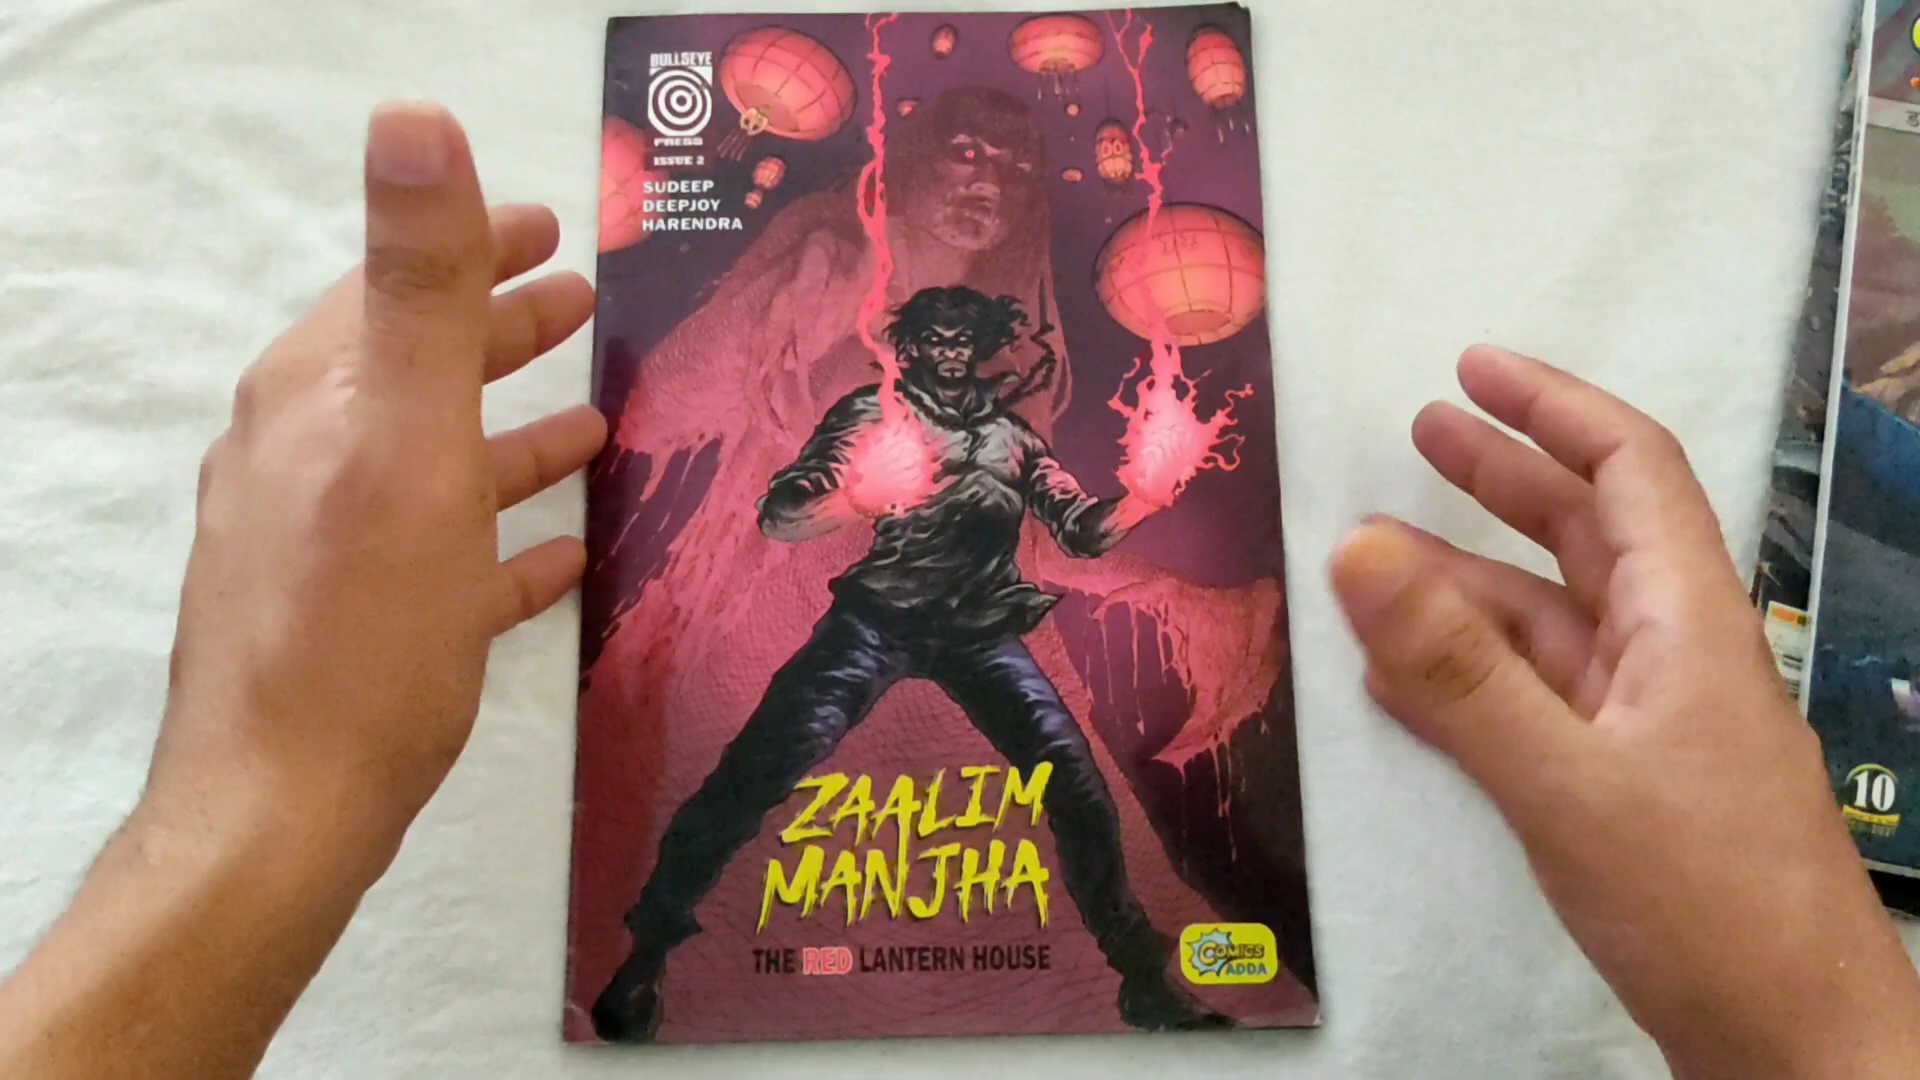 BULLSEYE
PRESS
ISSUE 2
SUDEEP
DEEPJOY
HARENDRA
ZAALIM
MANJHA
THE RED LANTERN HOUSE
COMICS
ADDA
10